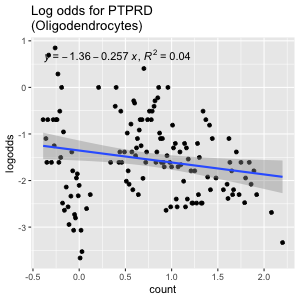 Log odds for PTPRD
(Oligodendrocytes)
y = −1.36 − 0.257 x, R² = 0.04
1
0
-1
-2
-3
logodds
-0.5
0.0
0.5
1.0
1.5
2.0
count